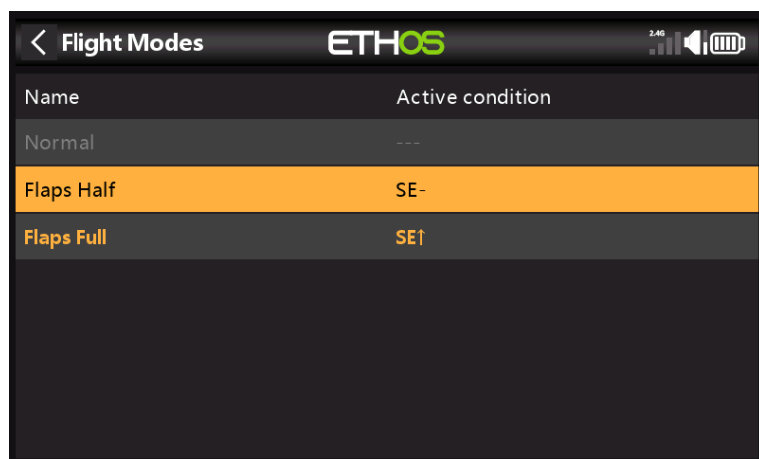 Flight Modes ETHOS 2.4G
Name Active condition
Normal ---
Flaps Half SE-
Flaps Full SE↑